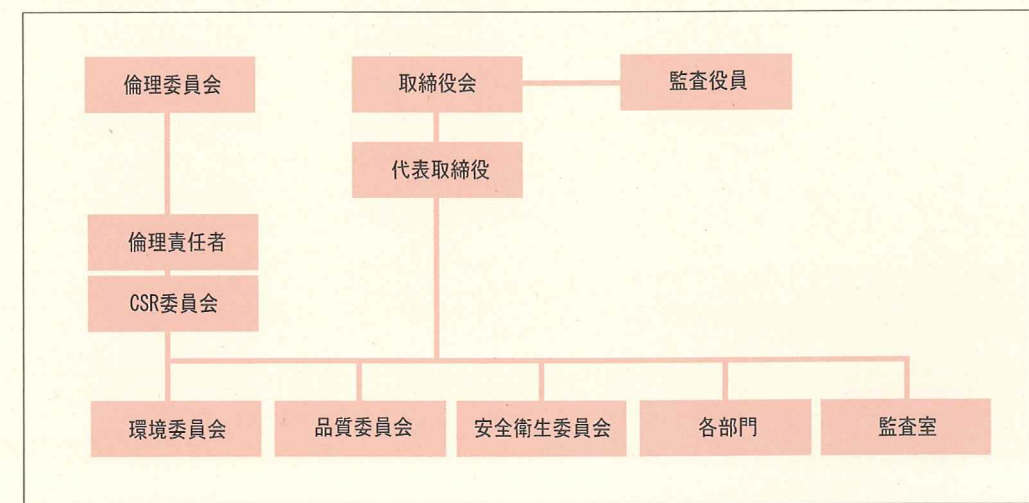 倫理委員会
取締役会
監査役員
代表取締役
倫理責任者
CSR委員会
環境委員会
品質委員会
安全衛生委員会
各部門
監査室